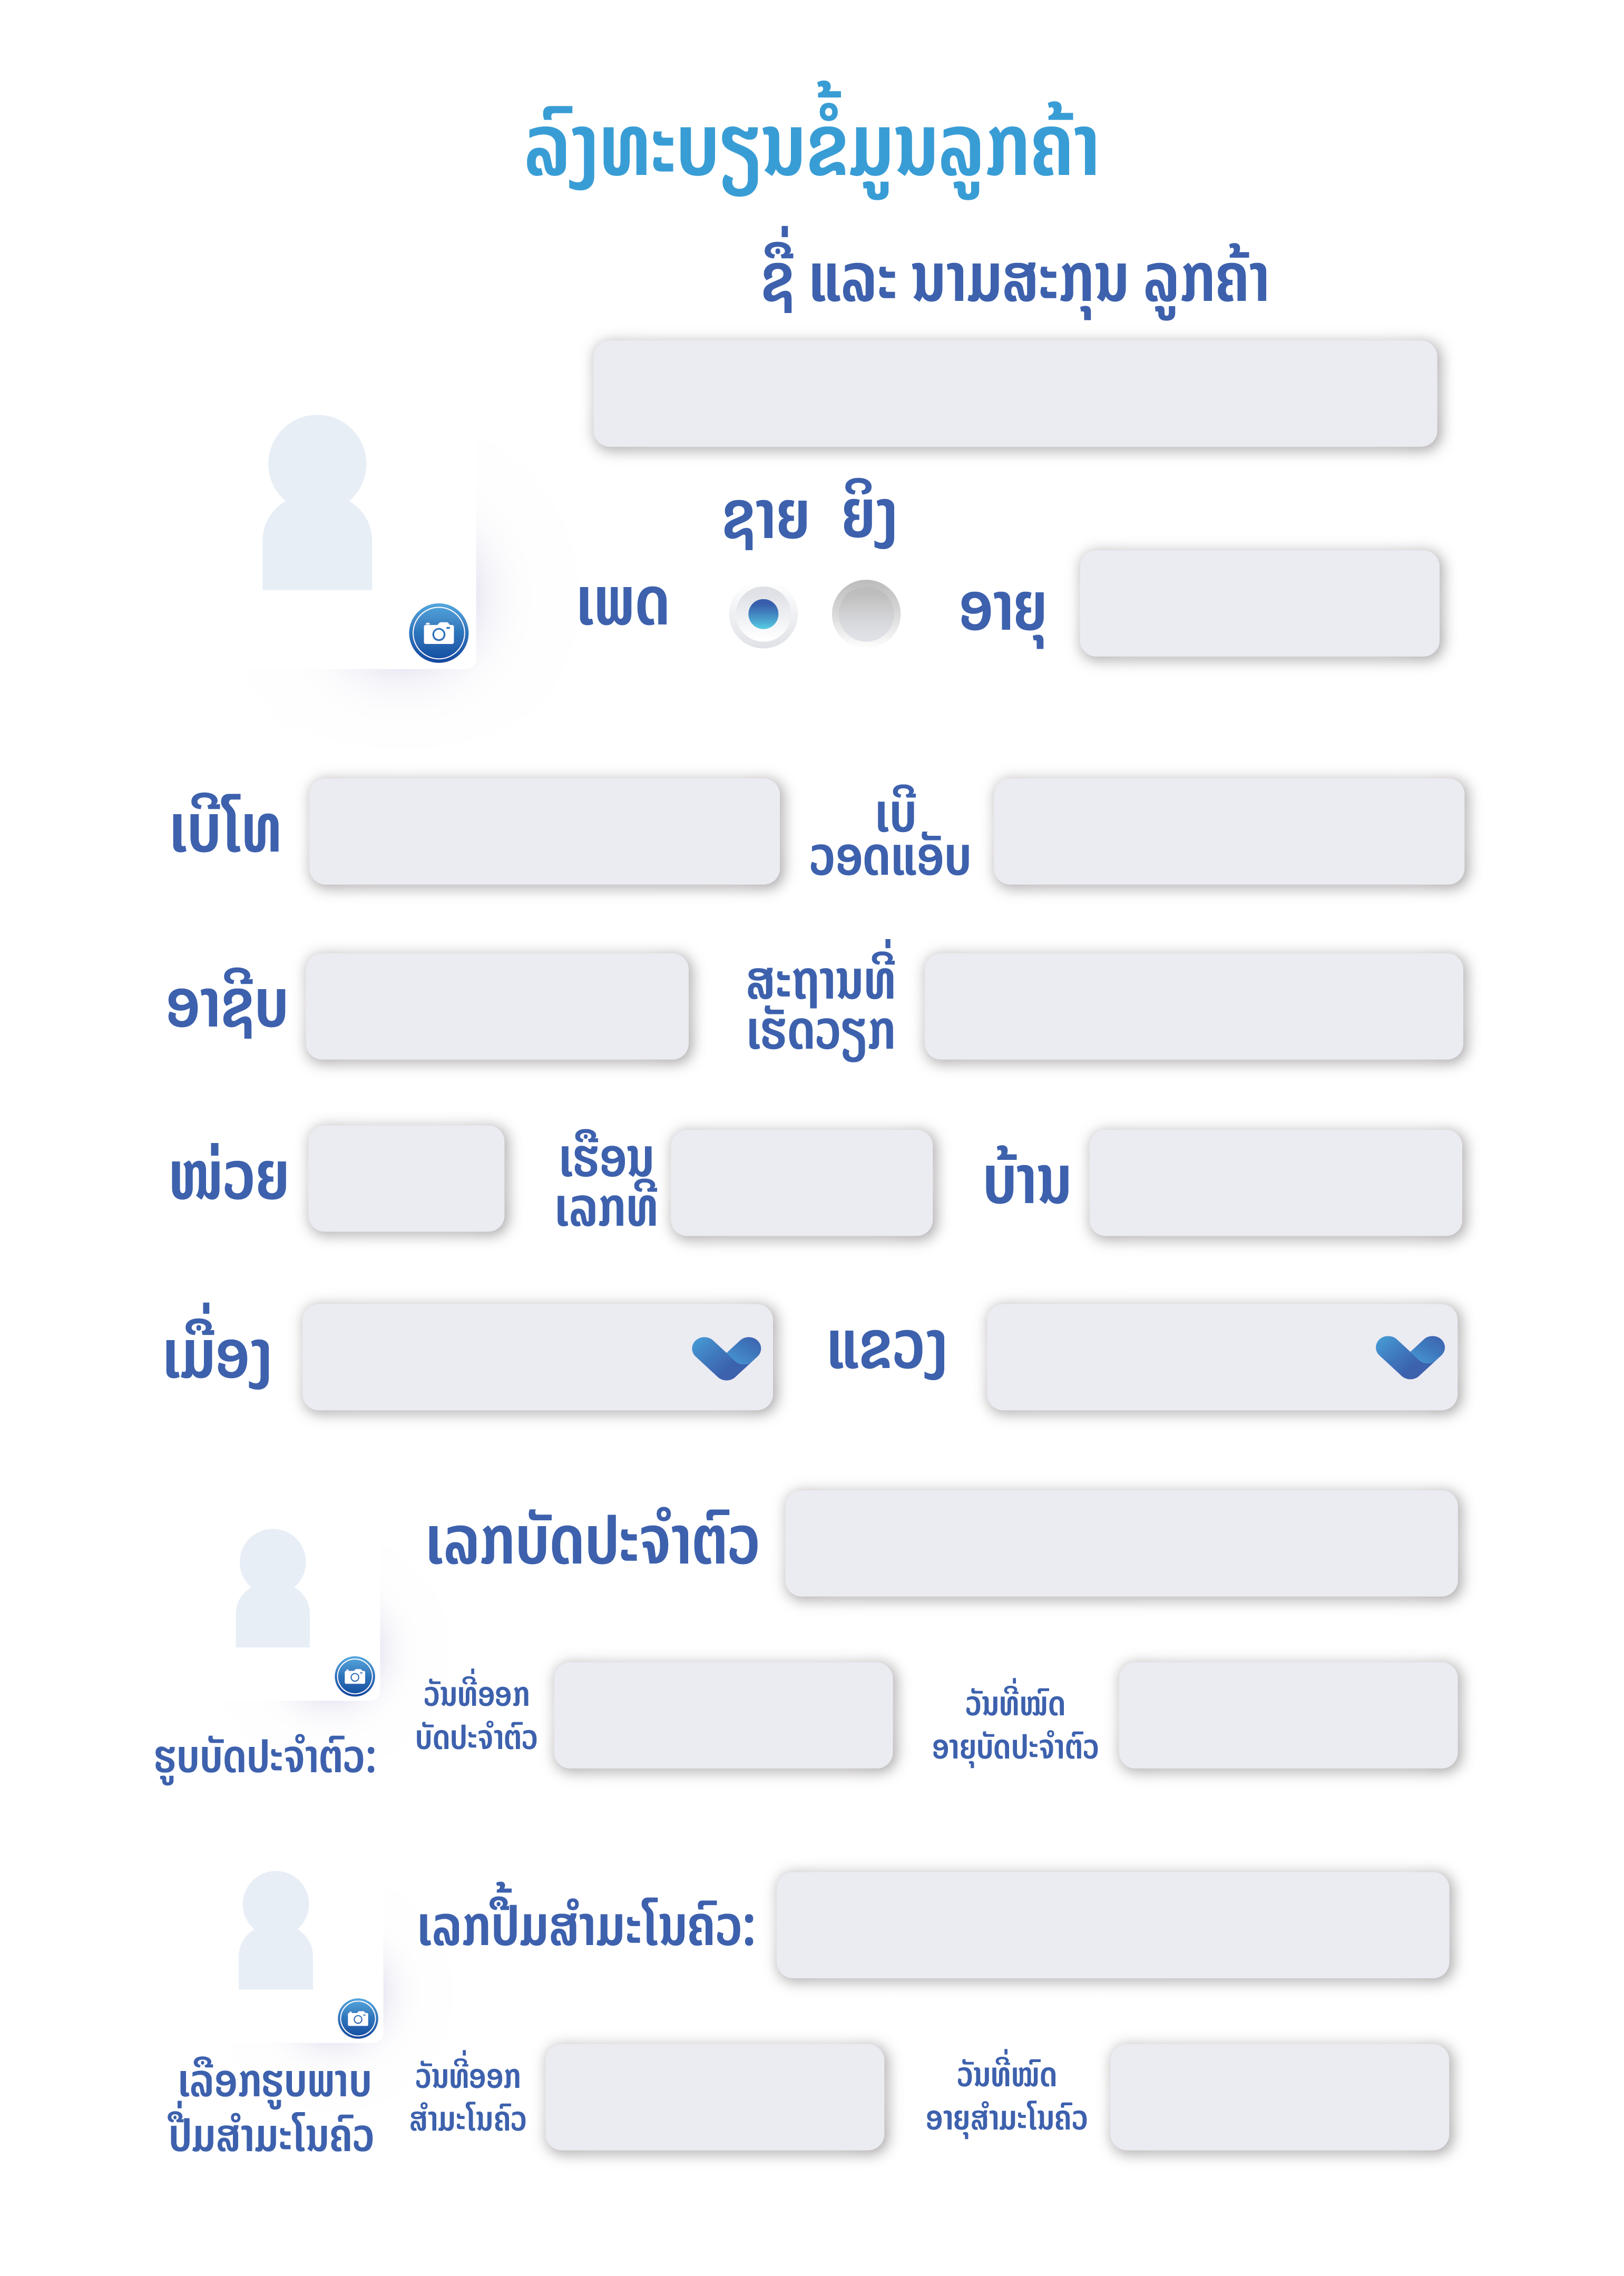 ລົງທະບຽນຂໍ້ມູນລູກຄ້າ
ຊື່ ແລະ ນາມສະກຸນ ລູກຄ້າ
ຊາຍ ຍິງ
ເພດ
ອາຍຸ
ເບີໂທ
ເບີ
ວອດແອັບ
ອາຊີບ
ສະຖານທີ່
ເຮັດວຽກ
ໜ່ວຍ
ເຮືອນ
ເລກທີ
ບ້ານ
ເມື່ອງ
ແຂວງ
ເລກບັດປະຈຳຕົວ
ວັນທີ່ອອກ
ບັດປະຈຳຕົວ
ວັນທີ່ໝົດ
ອາຍຸບັດປະຈຳຕົວ
ຮູບບັດປະຈຳຕົວ:
ເລກປື້ມສຳມະໂນຄົວ:
ເລືອກຮູບພາບ
ປື່ມສຳມະໂນຄົວ
ວັນທີ່ອອກ
ສຳມະໂນຄົວ
ວັນທີ່ໝົດ
ອາຍຸສຳມະໂນຄົວ